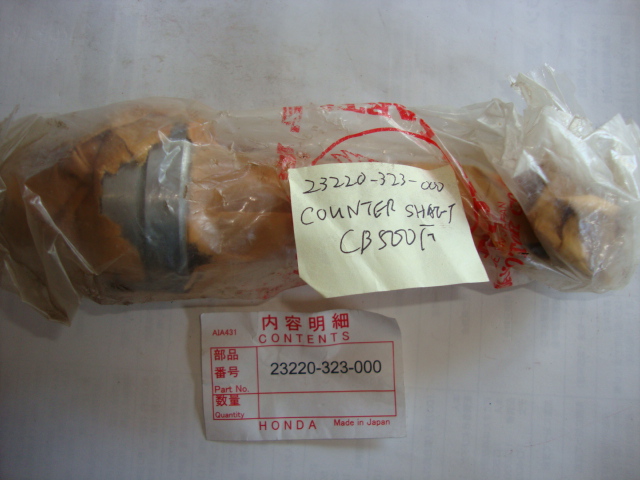 23220-323-000
COUNTER SHAFT
CB500F
AJA431
内容明細
CONTENTS
部品
番号
Part No.
23220-323-000
数量
Quantity
HONDA
Made in Japan